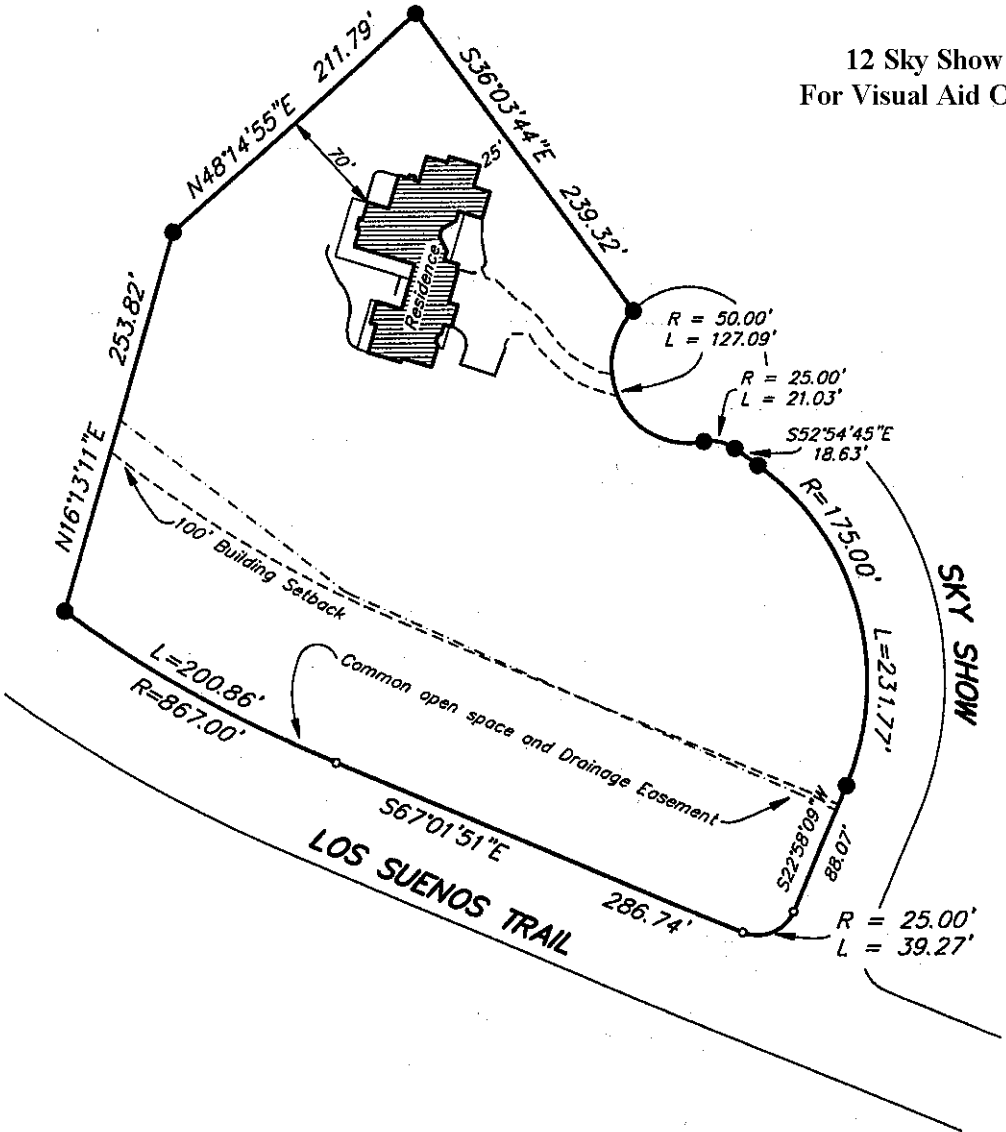 12 Sky Show
For Visual Aid O
211.79'
N48°14'55"E
S36°03'44"E
239.32'
70'
25'
Residence
253.82'
N16°13'11"E
R = 50.00'
L = 127.09'
R = 25.00'
L = 21.03'
S52°54'45"E
18.63'
R=175.00'
L=231.77'
SKY SHOW
100' Building Setback
L=200.86'
R=867.00'
Common open space and Drainage Easement
S67°01'51"E
286.74'
S22°58'09"W
88.07'
R = 25.00'
L = 39.27'
LOS SUENOS TRAIL